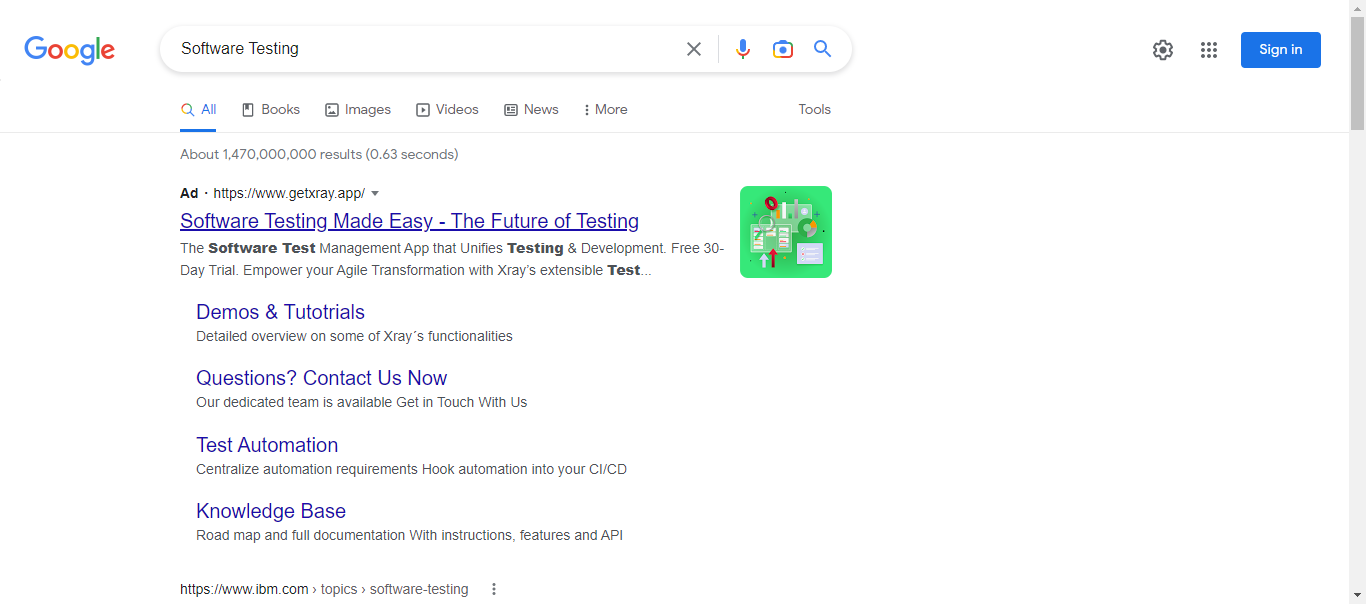 Google
Software Testing
Sign in
All
Books
Images
Videos
News
More
Tools
About 1,470,000,000 results (0.63 seconds)
Ad · https://www.getxray.app/
Software Testing Made Easy - The Future of Testing
The Software Test Management App that Unifies Testing & Development. Free 30-
Day Trial. Empower your Agile Transformation with Xray’s extensible Test...
Demos & Tutotrials
Detailed overview on some of Xray´s functionalities
Questions? Contact Us Now
Our dedicated team is available Get in Touch With Us
Test Automation
Centralize automation requirements Hook automation into your CI/CD
Knowledge Base
Road map and full documentation With instructions, features and API
https://www.ibm.com › topics › software-testing